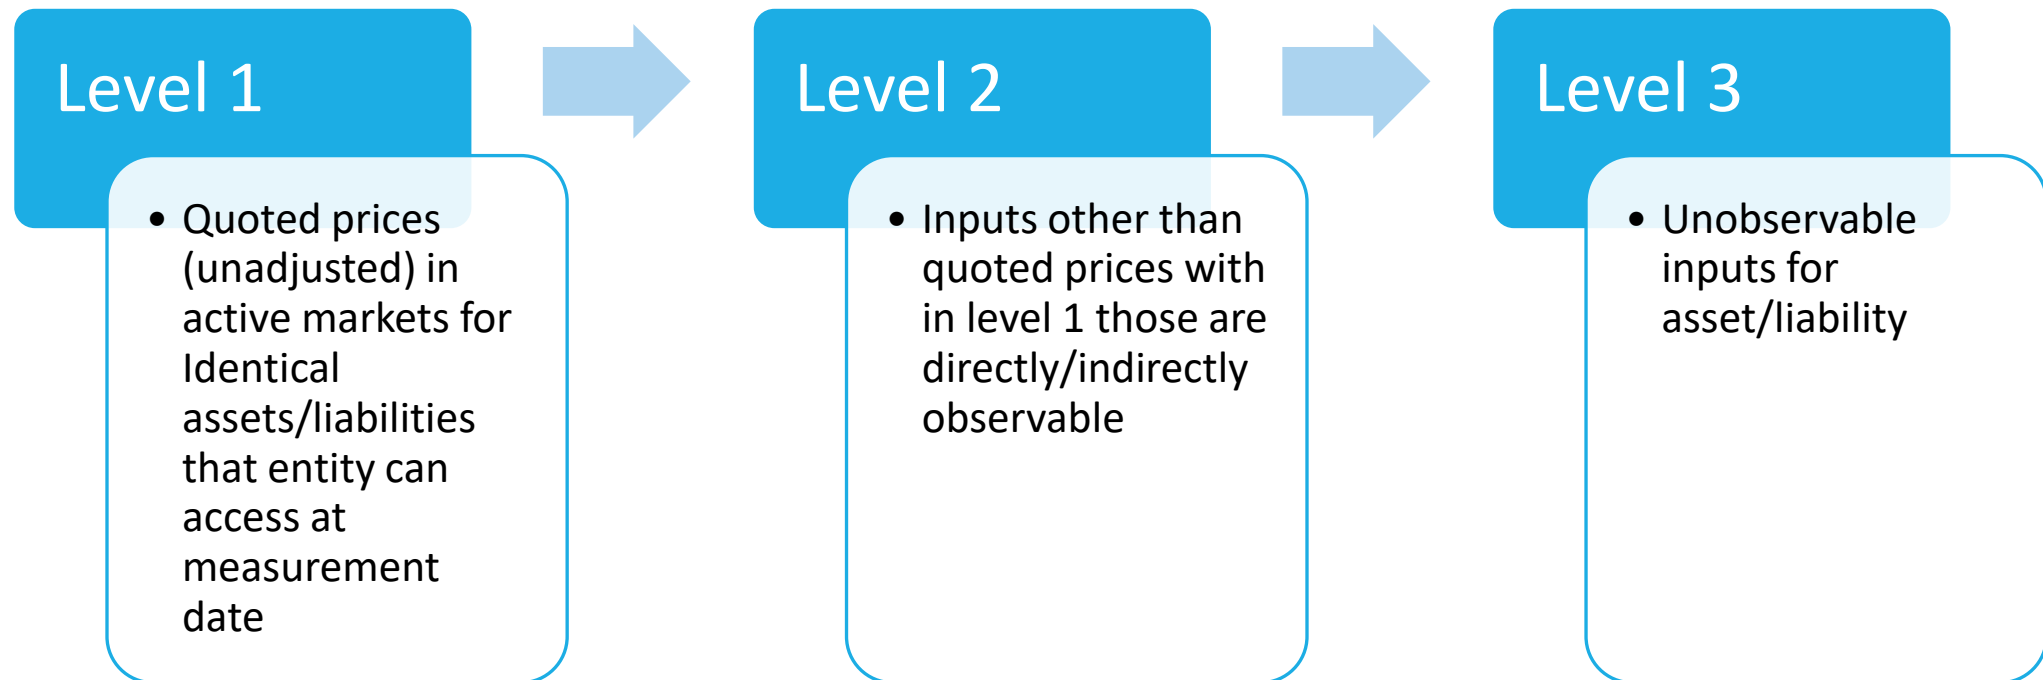 Level 1
• Quoted prices
(unadjusted) in
active markets for
Identical
assets/liabilities
that entity can
access at
measurement
date
Level 2
• Inputs other than
quoted prices with
in level 1 those are
directly/indirectly
observable
Level 3
• Unobservable
inputs for
asset/liability